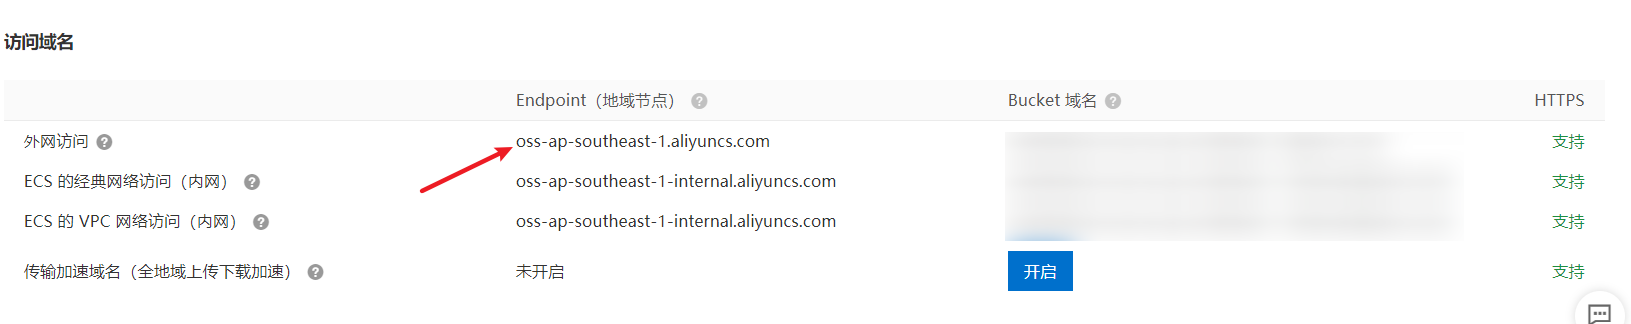 访问域名
Endpoint（地域节点） Bucket 域名 HTTPS
外网访问 oss-ap-southeast-1.aliyuncs.com 支持
ECS 的经典网络访问（内网） oss-ap-southeast-1-internal.aliyuncs.com 支持
ECS 的 VPC 网络访问（内网） oss-ap-southeast-1-internal.aliyuncs.com 支持
传输加速域名（全地域上传下载加速） 未开启 开启 支持